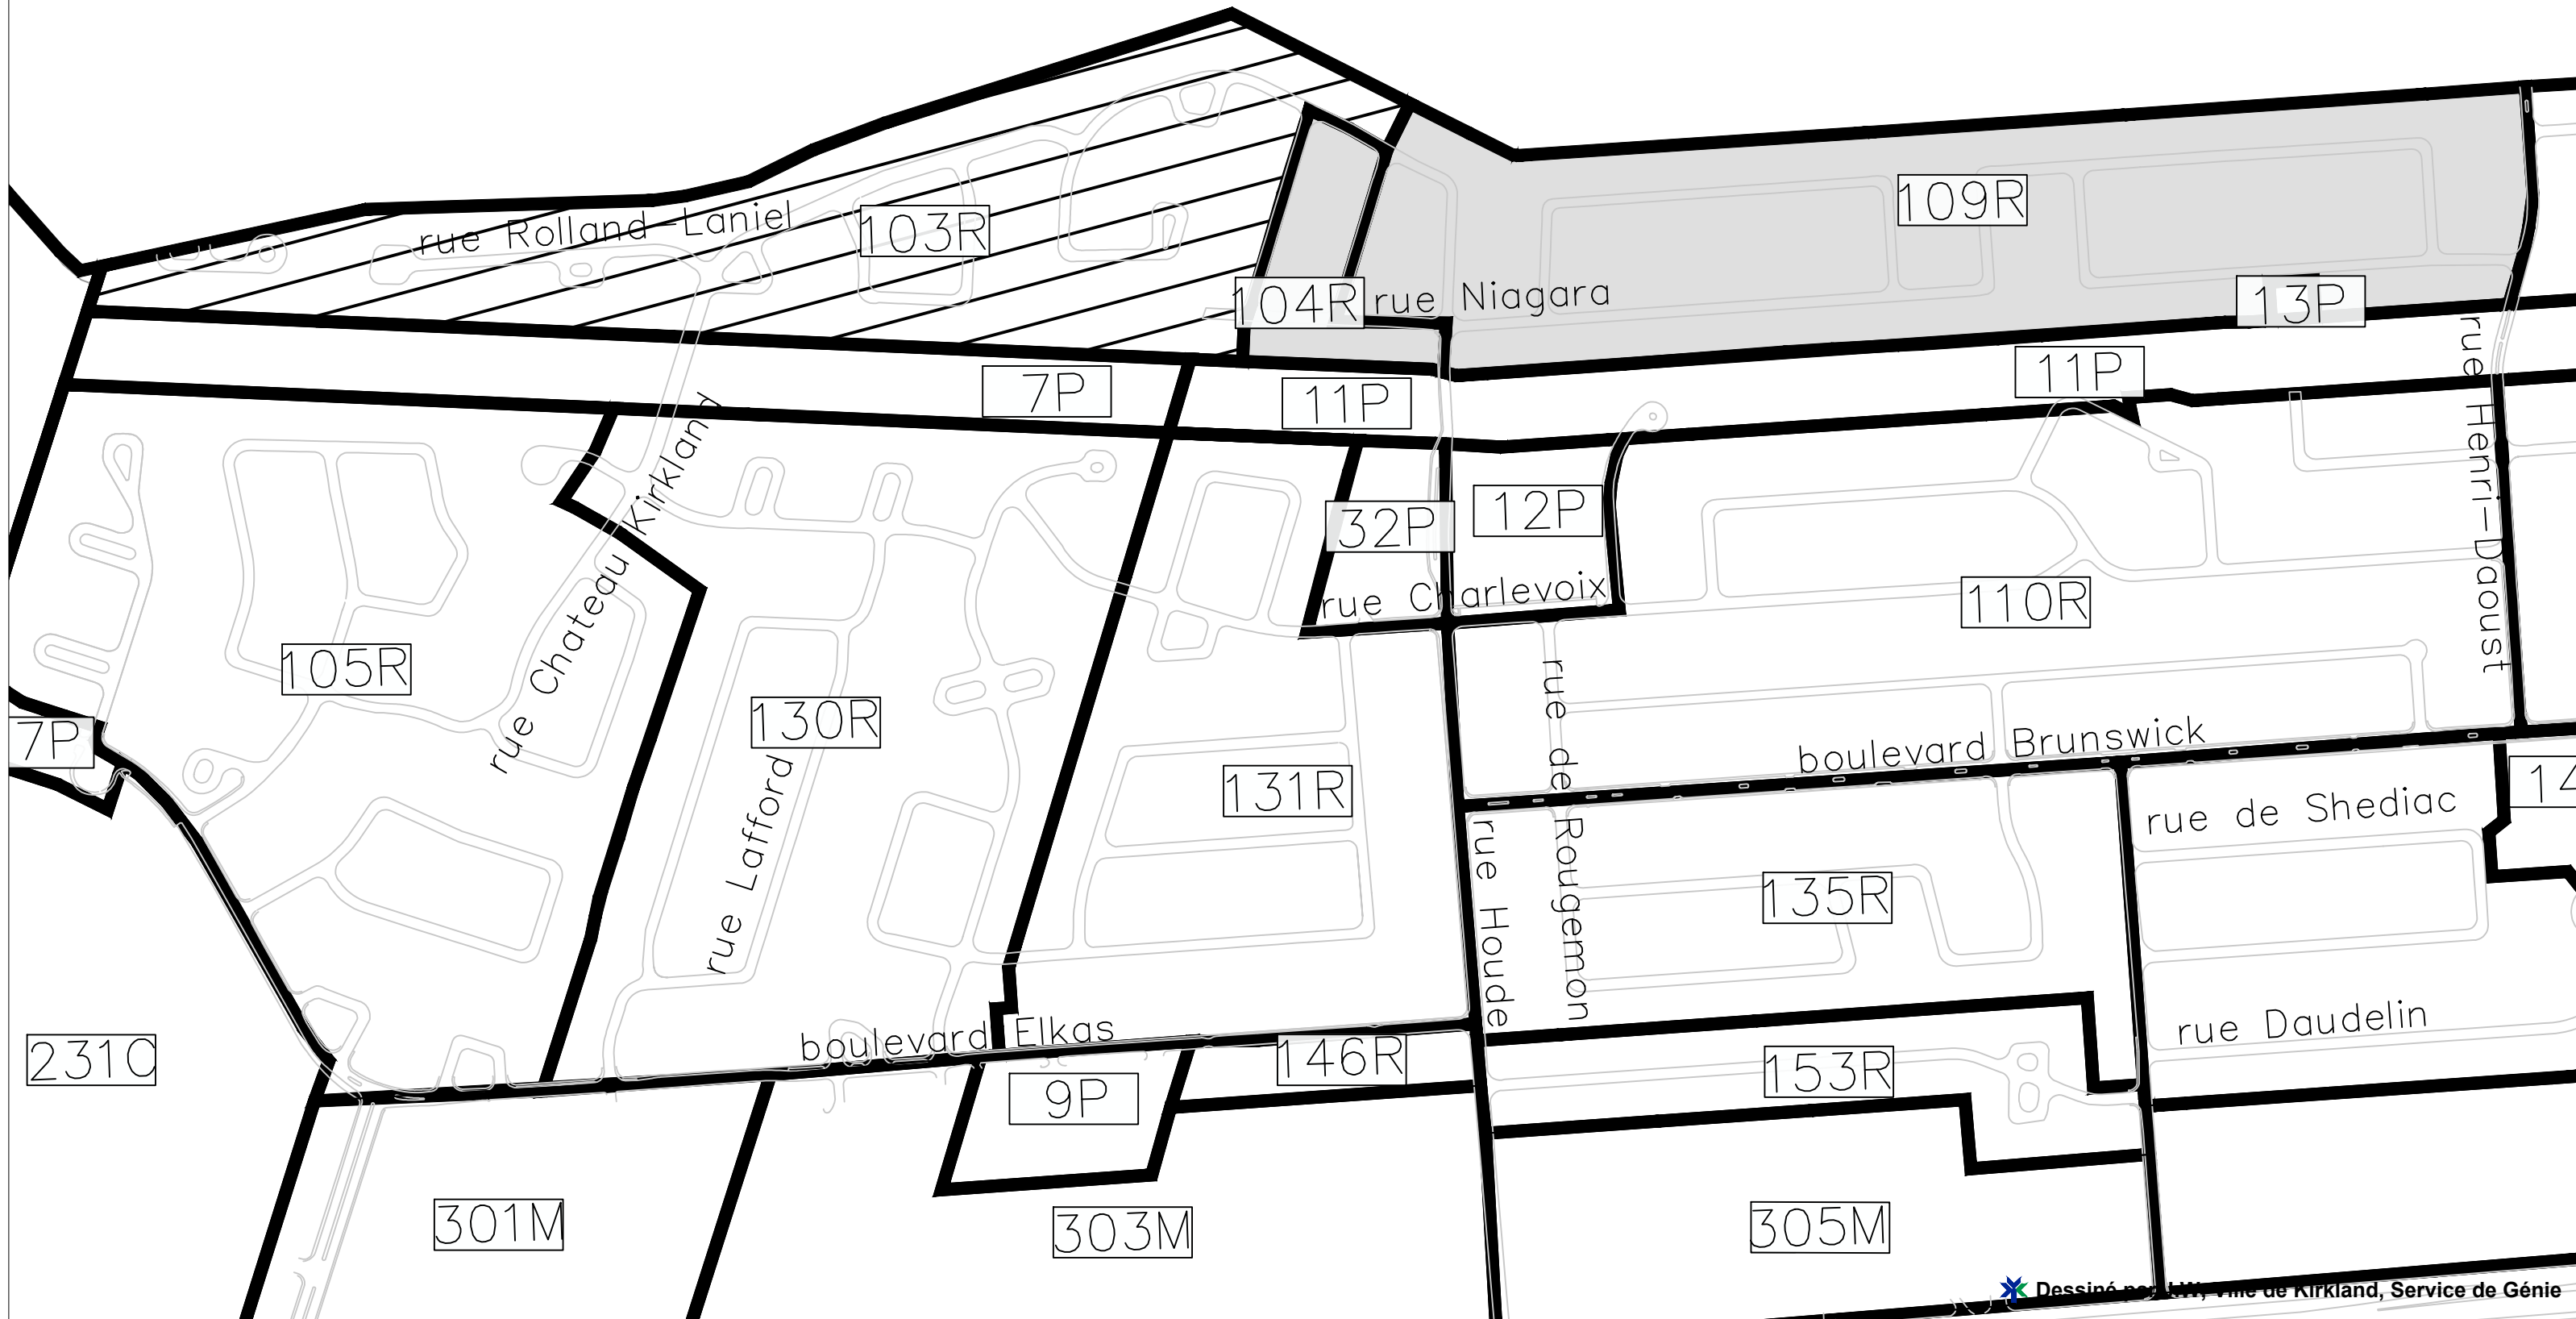 109R
rue Rolland-Laniel
103R
104R
rue Niagara
13P
7P
11P
11P
rue Henri-Daoust
rue Chateau Kirkland
32P
12P
rue Charlevoix
110R
105R
130R
7P
rue Lafford
131R
rue de Rougemon
boulevard Brunswick
rue de Shediac
14
rue Houde
135R
boulevard Elkas
rue Daudelin
231C
146R
9P
153R
301M
303M
305M
Dessiné par LW, Ville de Kirkland, Service de Génie